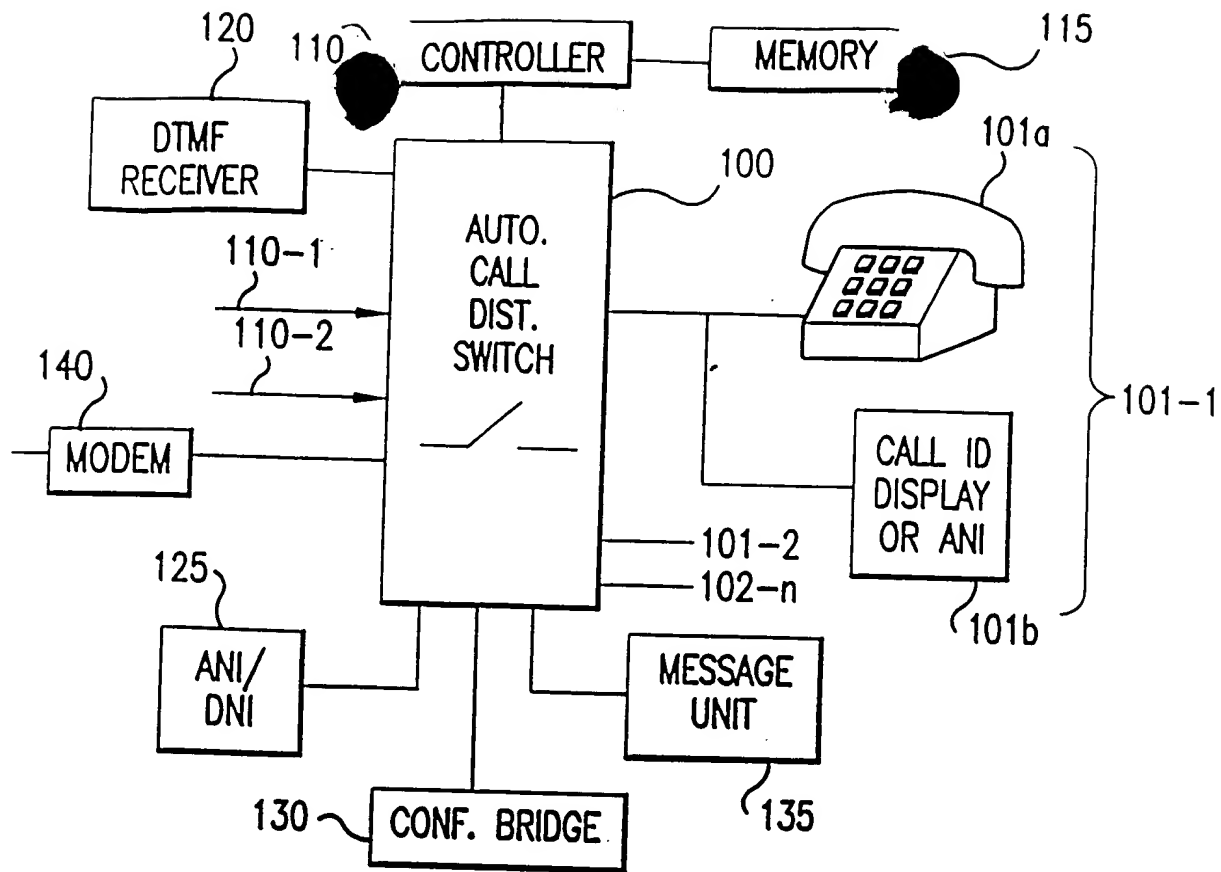 120
110
CONTROLLER
MEMORY
115
DTMF
RECEIVER
101a
100
AUTO.
CALL
DIST.
SWITCH
110-1
110-2
140
MODEM
101-1
CALL ID
DISPLAY
OR ANI
101-2
102-n
101b
125
ANI/
DNI
MESSAGE
UNIT
135
130
CONF. BRIDGE